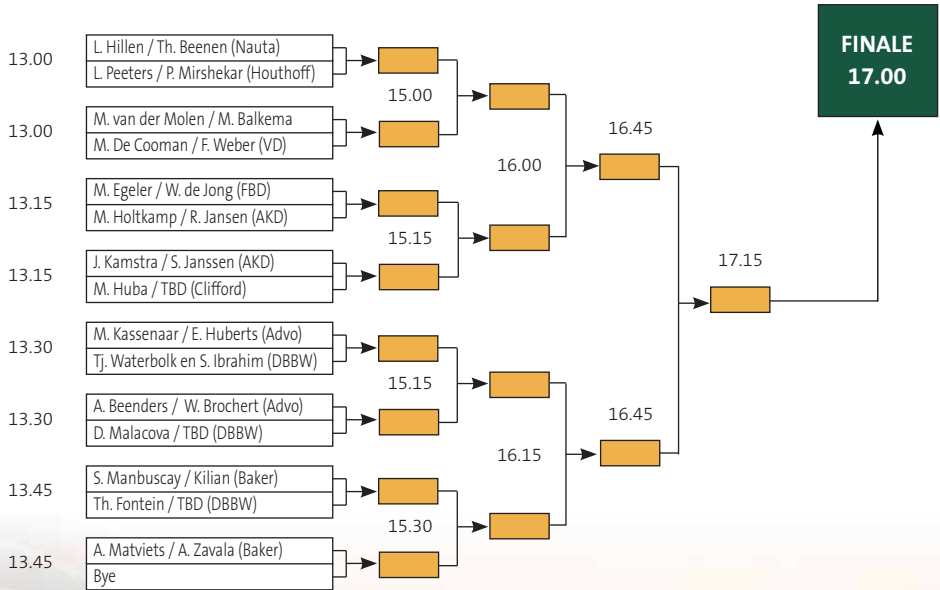 FINALE
17.00
13.00
L. Hillen / Th. Beenen (Nauta)
L. Peeters / P. Mirshekar (Houthoff)
15.00
13.00
M. van der Molen / M. Balkema
M. De Cooman / F. Weber (VD)
16.00
16.45
13.15
M. Egeler / W. de Jong (FBD)
M. Holtkamp / R. Jansen (AKD)
15.15
13.15
J. Kamstra / S. Janssen (AKD)
M. Huba / TBD (Clifford)
17.15
13.30
M. Kassenaar / E. Huberts (Advo)
Tj. Waterbolk en S. Ibrahim (DBBW)
15.15
13.30
A. Beenders / W. Brochert (Advo)
D. Malacova / TBD (DBBW)
16.15
16.45
13.45
S. Manbuscay / Kilian (Baker)
Th. Fontein / TBD (DBBW)
15.30
13.45
A. Matviets / A. Zavala (Baker)
Bye